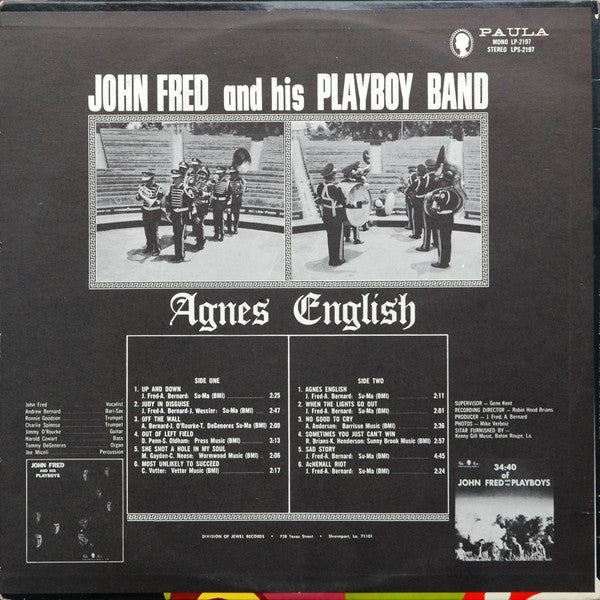 PAULA
MONO LP-2197
STEREO LPS-2197
JOHN FRED and his PLAYBOY BAND
Agnes English
SIDE ONE
1. UP AND DOWN
J. Fred-A. Bernard: Su-Ma (BMI) 2:25
2. JUDY IN DISGUISE
J. Fred-A. Bernard-J. Wessler: Su-Ma (BMI) 2:47
3. OFF THE WALL
A. Bernard-J. O'Rourke-T. DeGeneres So-Ma (BMI) 2:00
4. OUT OF LEFT FIELD
D. Penn-S. Oldham: Press Music (BMI) 3:13
5. SHE SHOT A HOLE IN MY SOUL
M. Gayden-C. Neese: Wormwood Music (BMI) 3:06
6. MOST UNLIKELY TO SUCCEED
C. Vetter: Vetter Music (BMI) 2:17
SIDE TWO
1. AGNES ENGLISH
J. Fred-A. Bernard: Su-Ma (BMI) 2:11
2. WHEN THE LIGHTS GO OUT
J. Fred-A. Bernard: Su-Ma (BMI) 2:41
3. NO GOOD TO CRY
A. Anderson: Barrisue Music (BMI) 3:36
4. SOMETIMES YOU JUST CAN'T WIN
R. Brians-K. Henderson: Sunny Brook Music (BMI) 2:57
5. SAD STORY
J. Fred-A. Bernard: Su-Ma (BMI) 4:45
6. AcHENALL RIOT
J. Fred-A. Bernard: Su-Ma (BMI) 2:24
John Fred Vocalist
Andrew Bernard Bari-Sax
Ronnie Goodson Trumpet
Charlie Spinosa Trumpet
Jimmy O'Rourke Guitar
Harold Cowart Bass
Tommy DeGeneres Organ
Joe Miceli Percussion
SUPERVISOR — Gene Kent
RECORDING DIRECTOR — Robin Hood Brians
PRODUCER — J. Fred, A. Bernard
PHOTOS — Mike Verboiz
SITAR FURNISHED BY —
Kenny Gill Music, Baton Rouge, La.
JOHN FRED
AND HIS
PLAYBOYS
34:40
of
JOHN FRED AND HIS PLAYBOYS
DIVISION OF JEWEL RECORDS • 728 Texas Street • Shreveport, La. 71101